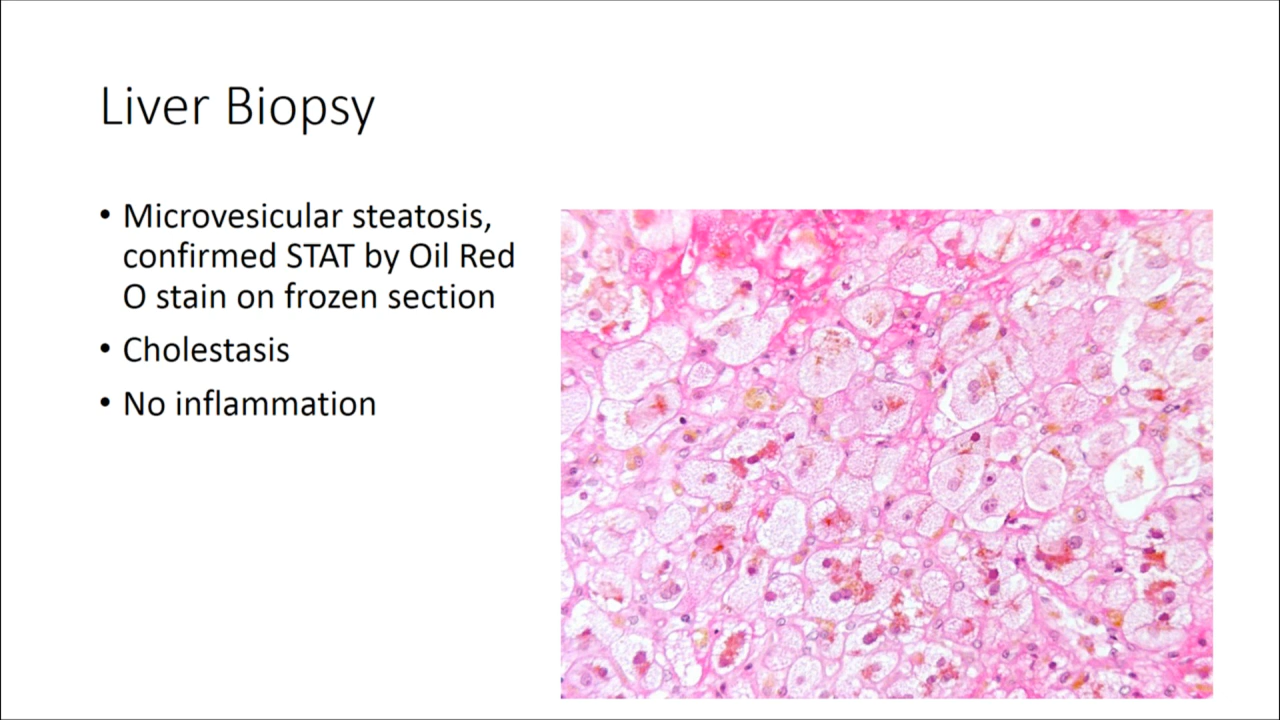 Liver Biopsy
• Microvesicular steatosis,
confirmed STAT by Oil Red
O stain on frozen section
• Cholestasis
• No inflammation